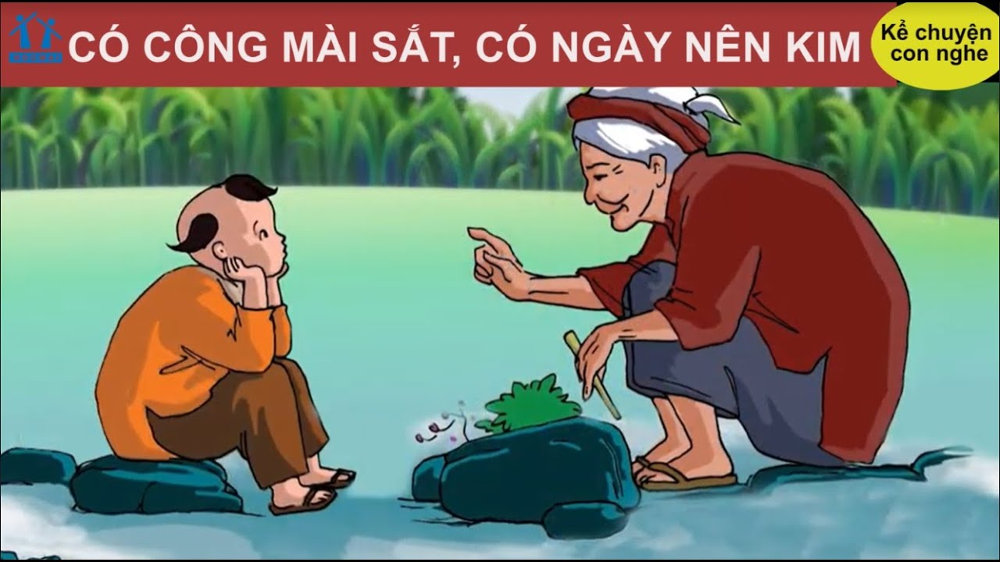 CÓ CÔNG MÀI SẮT, CÓ NGÀY NÊN KIM
Kể chuyện
con nghe